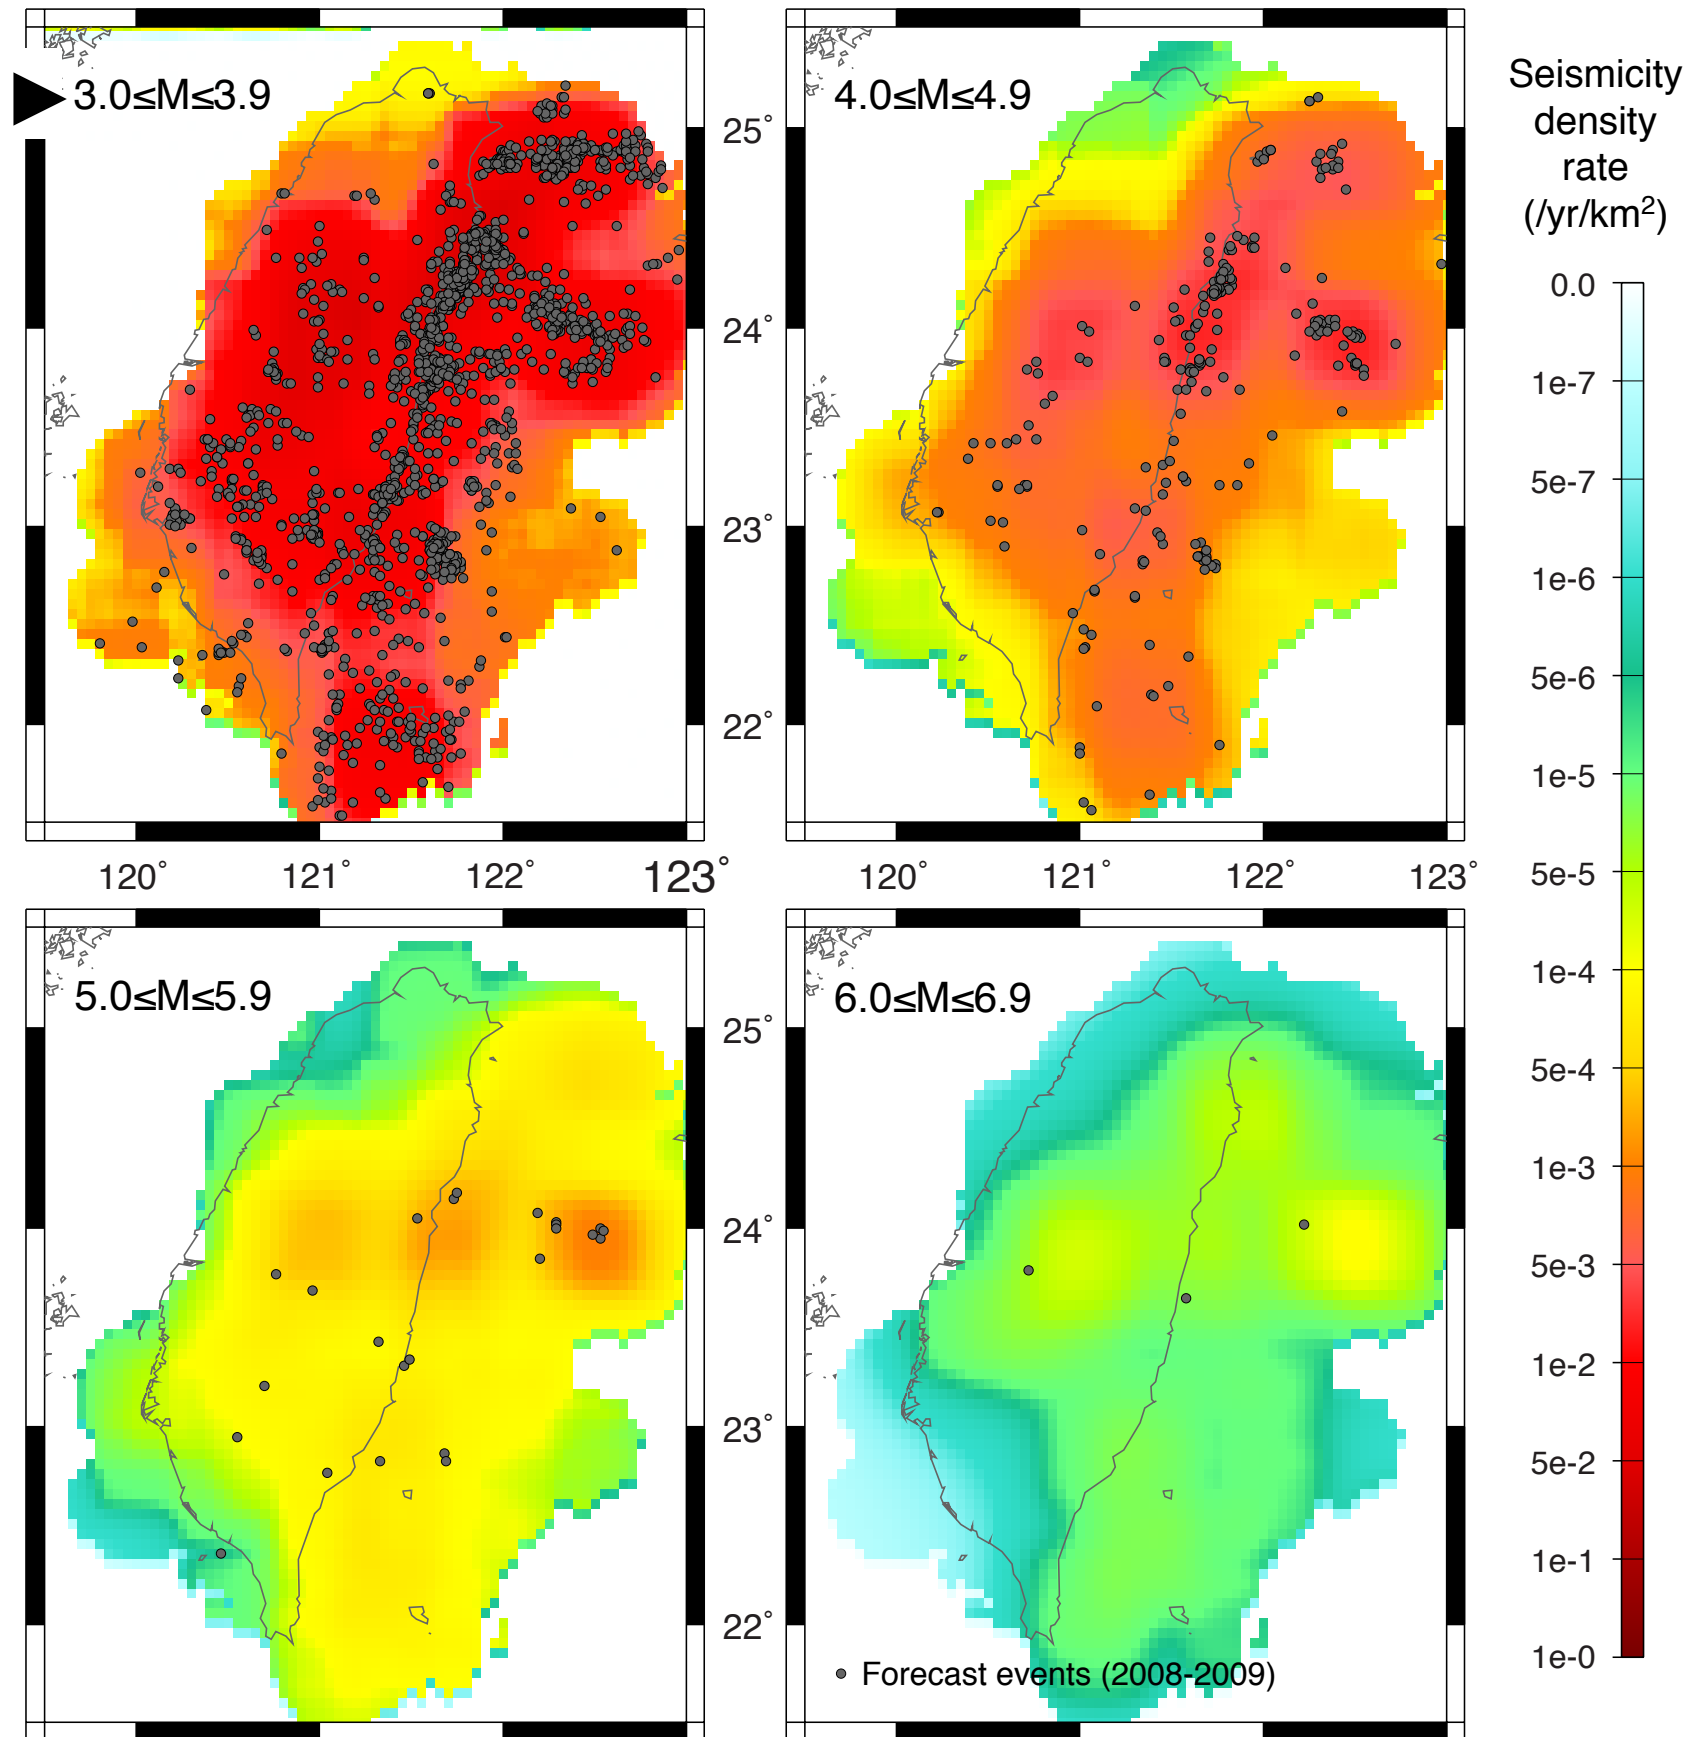 3.0≤M≤3.9
4.0≤M≤4.9
Seismicity
density
rate
(/yr/km²)
25°
24°
23°
22°
0.0
1e-7
5e-7
1e-6
5e-6
1e-5
5e-5
1e-4
5e-4
1e-3
5e-3
1e-2
5e-2
1e-1
1e-0
120° 121° 122° 123° 120° 121° 122° 123°
5.0≤M≤5.9
6.0≤M≤6.9
25°
24°
23°
22°
Forecast events (2008-2009)